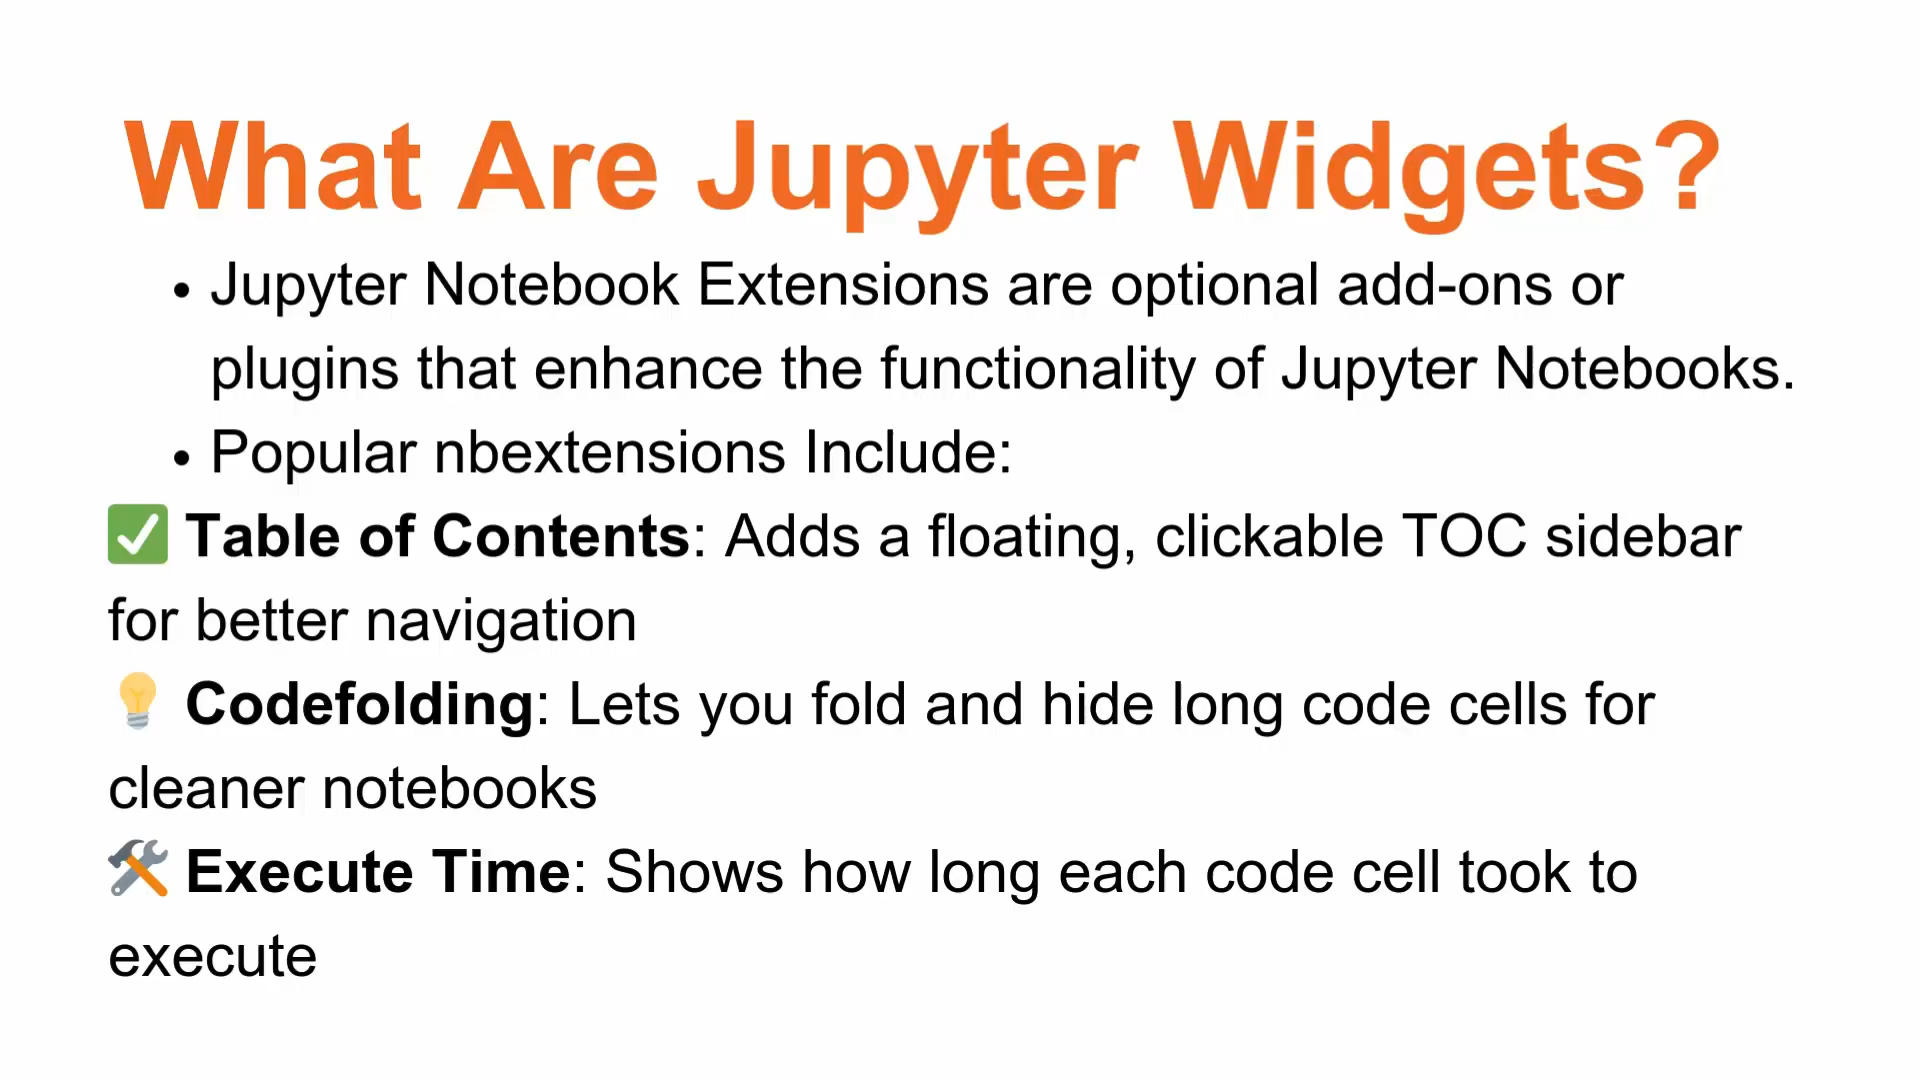 What Are Jupyter Widgets?
• Jupyter Notebook Extensions are optional add-ons or
plugins that enhance the functionality of Jupyter Notebooks.
• Popular nbextensions Include:
✅ Table of Contents: Adds a floating, clickable TOC sidebar
for better navigation
💡 Codefolding: Lets you fold and hide long code cells for
cleaner notebooks
🛠️ Execute Time: Shows how long each code cell took to
execute